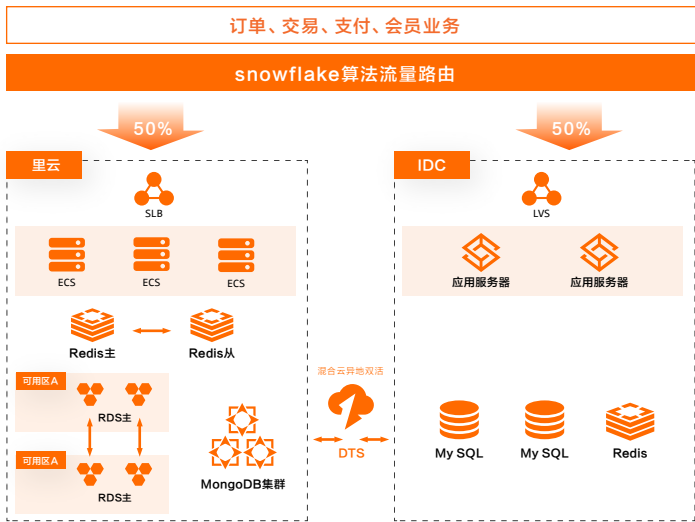 订单、交易、支付、会员业务
snowflake算法流量路由
50%
50%
里云
IDC
SLB
LVS
ECS
ECS
ECS
应用服务器
应用服务器
Redis主
Redis从
混合云异地双活
可用区A
RDS主
DTS
可用区A
RDS主
MongoDB集群
My SQL
My SQL
Redis